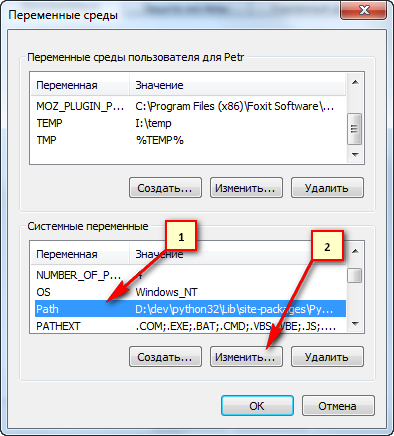 Переменные среды
Переменные среды пользователя для Petr
Переменная Значение
MOZ_PLUGIN_P... C:\Program Files (x86)\Foxit Software\...
TEMP I:\temp
TMP %TEMP%
Создать... Изменить... Удалить
1
2
Системные переменные
Переменная Значение
NUMBER_OF_P... 4
OS Windows_NT
Path D:\dev\python32\Lib\site-packages\Py...
PATHEXT .COM;.EXE;.BAT;.CMD;.VBS;.VBE;.JS;....
Создать... Изменить... Удалить
OK Отмена